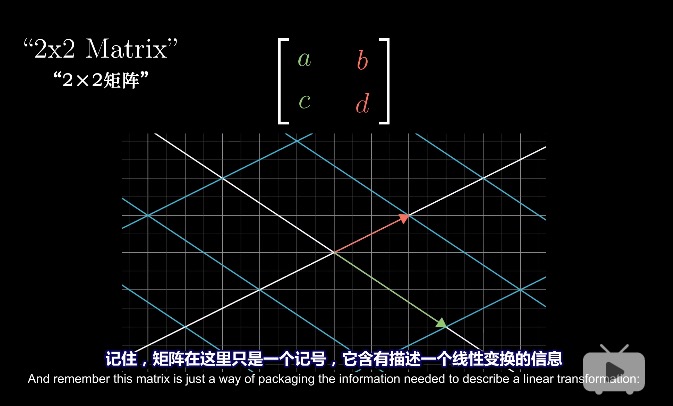 “2x2 Matrix”
“2×2矩阵”
a b
c d
记住，矩阵在这里只是一个记号，它含有描述一个线性变换的信息
And remember this matrix is just a way of packaging the information needed to describe a linear transformation: